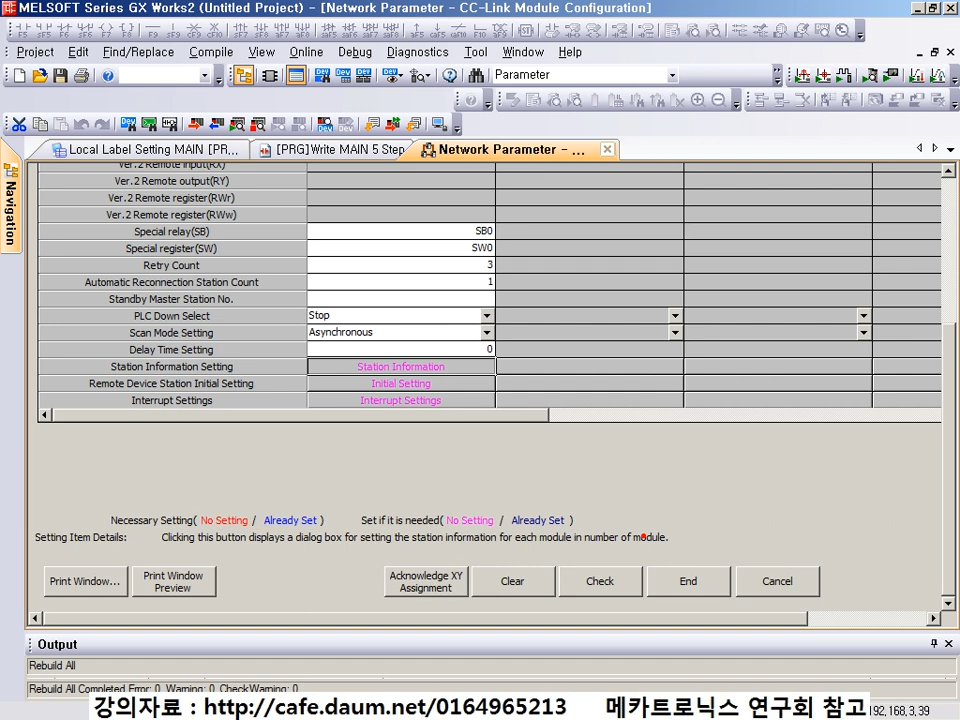 MELSOFT Series GX Works2 (Untitled Project) - [Network Parameter - CC-Link Module Configuration]
Project Edit Find/Replace Compile View Online Debug Diagnostics Tool Window Help
Parameter
Local Label Setting MAIN [PR... [PRG]Write MAIN 5 Step Network Parameter - ...
Navigation
Ver.2 Remote input(RX)
Ver.2 Remote output(RY)
Ver.2 Remote register(RWr)
Ver.2 Remote register(RWw)
Special relay(SB) SB0
Special register(SW) SW0
Retry Count 3
Automatic Reconnection Station Count 1
Standby Master Station No.
PLC Down Select Stop
Scan Mode Setting Asynchronous
Delay Time Setting 0
Station Information Setting Station Information
Remote Device Station Initial Setting Initial Setting
Interrupt Settings Interrupt Settings
Necessary Setting( No Setting / Already Set ) Set if it is needed( No Setting / Already Set )
Setting Item Details: Clicking this button displays a dialog box for setting the station information for each module in number of module.
Print Window... Print Window Preview Acknowledge XY Assignment Clear Check End Cancel
Output
Rebuild All
Rebuild All Completed Error: 0, Warning: 0, CheckWarning: 0
강의자료 : http://cafe.daum.net/0164965213 메카트로닉스 연구회 참고 192,168,3,39